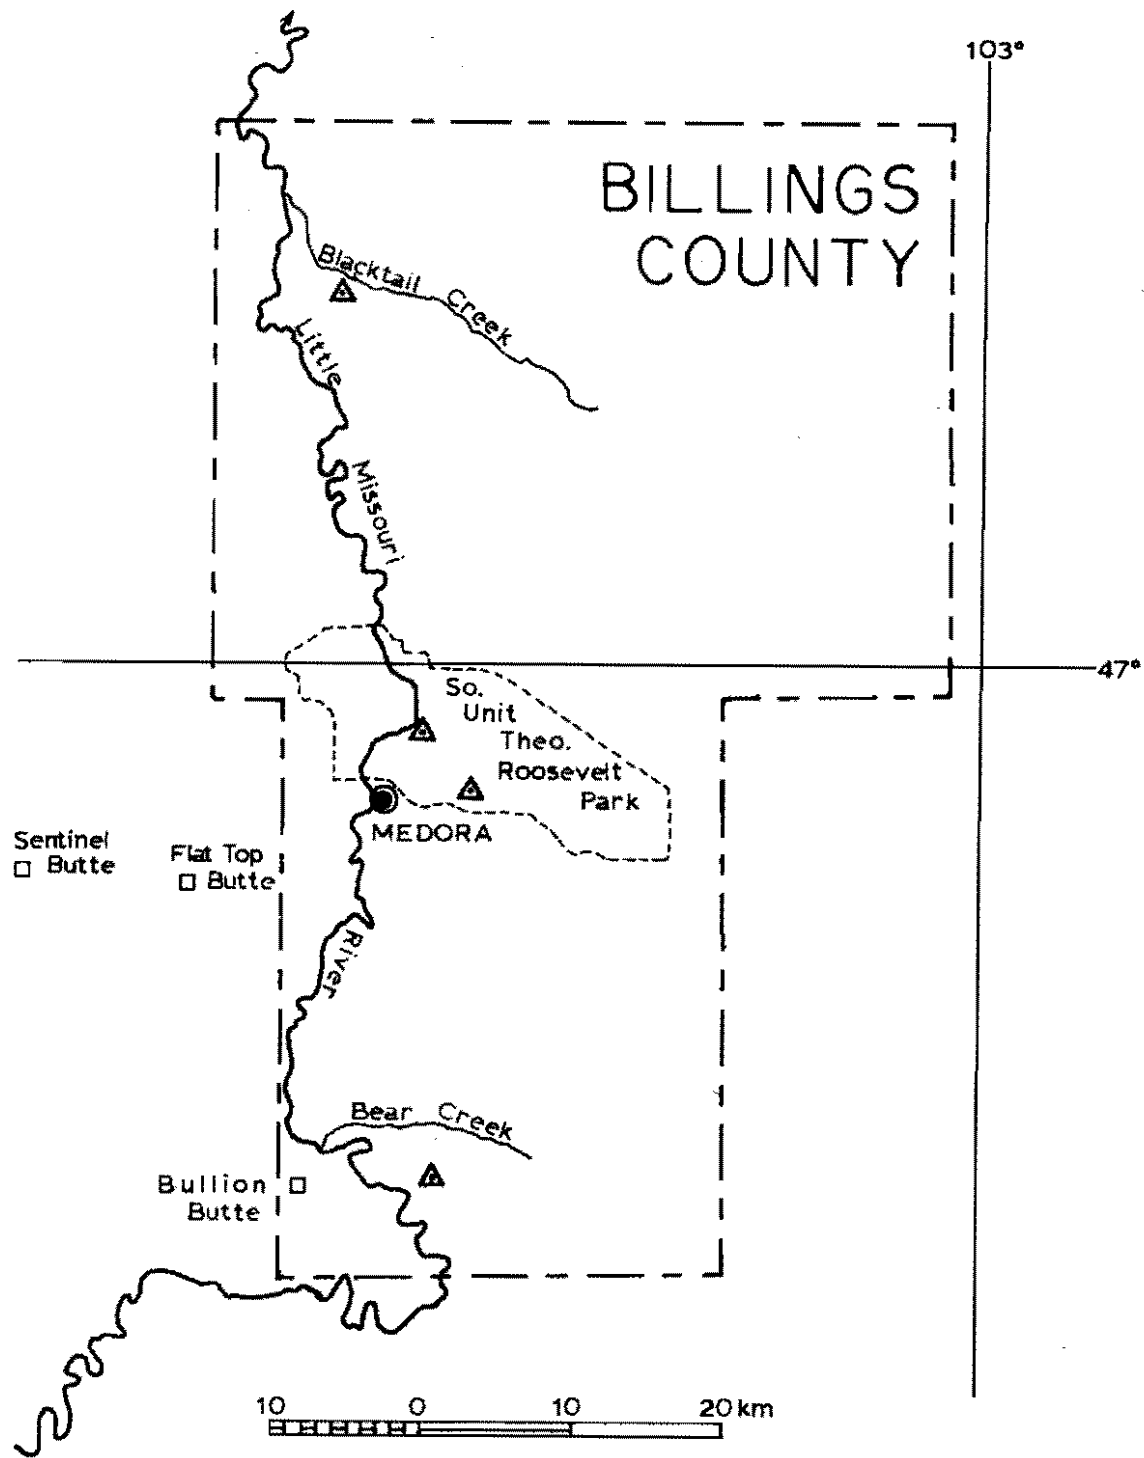 103°
BILLINGS
COUNTY
Blacktail Creek
Little Missouri River
47°
So.
Unit
Theo.
Roosevelt
Park
MEDORA
Sentinel
Butte
Flat Top
Butte
Bear Creek
Bullion
Butte
10 0 10 20 km